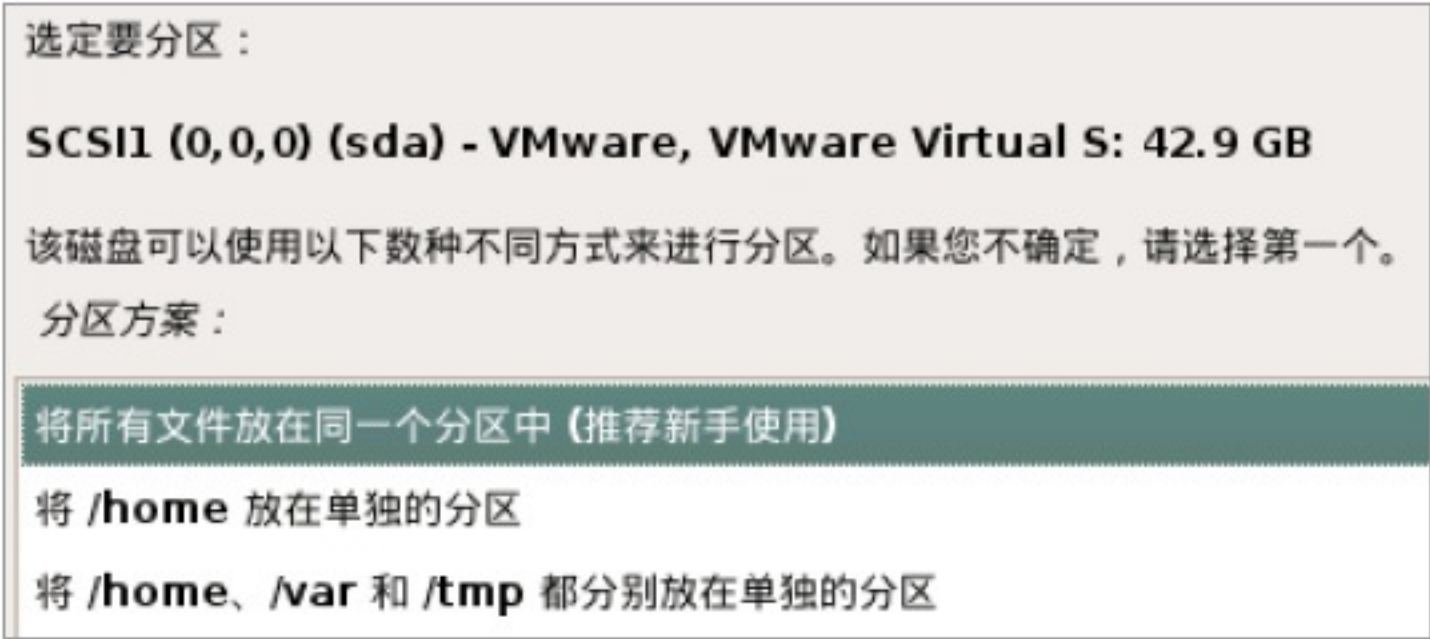 选定要分区：
SCSI1 (0,0,0) (sda) - VMware, VMware Virtual S: 42.9 GB
该磁盘可以使用以下数种不同方式来进行分区。如果您不确定，请选择第一个。
分区方案：
将所有文件放在同一个分区中 (推荐新手使用)
将 /home 放在单独的分区
将 /home、/var 和 /tmp 都分别放在单独的分区